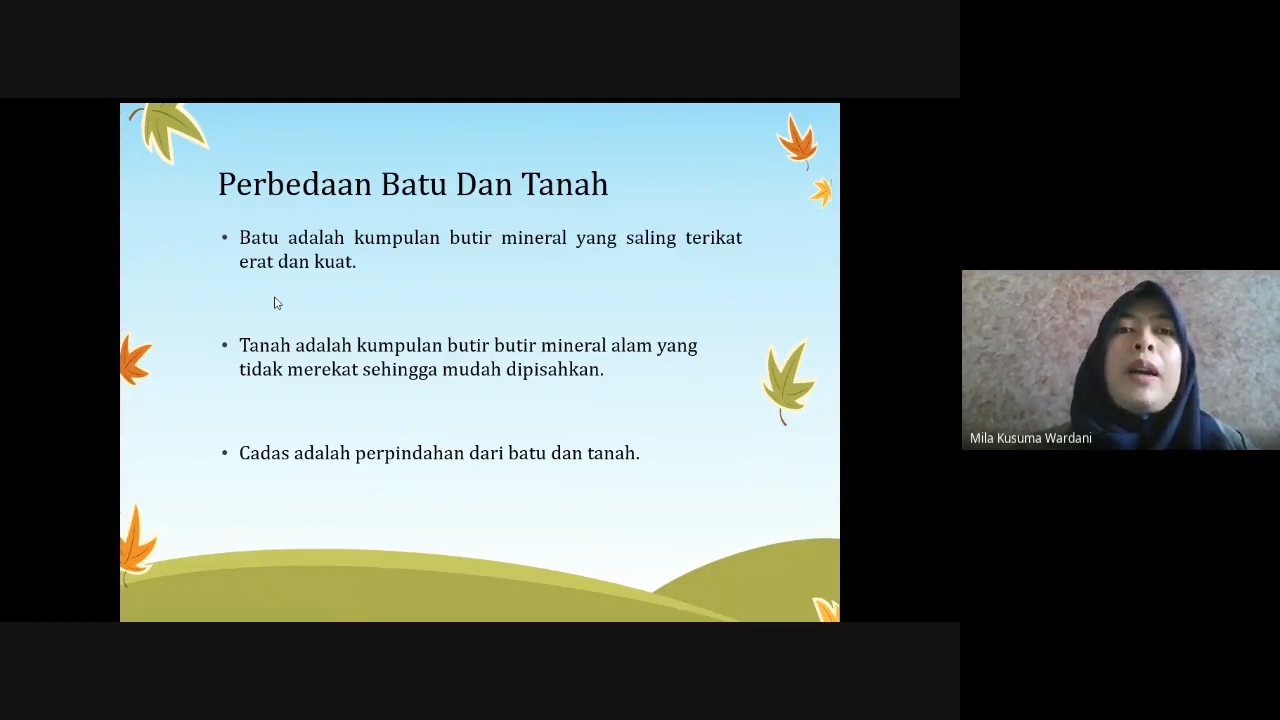 Perbedaan Batu Dan Tanah
• Batu adalah kumpulan butir mineral yang saling terikat
erat dan kuat.
• Tanah adalah kumpulan butir butir mineral alam yang
tidak merekat sehingga mudah dipisahkan.
• Cadas adalah perpindahan dari batu dan tanah.
Mila Kusuma Wardani